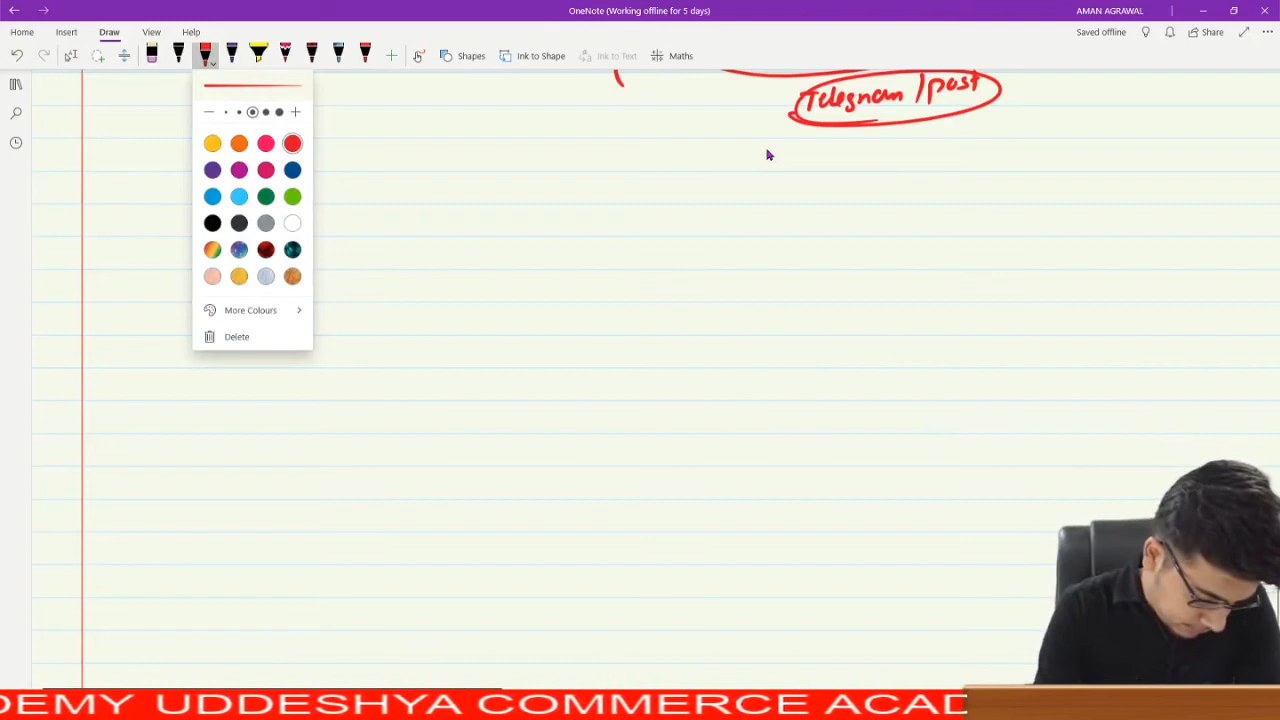 OneNote (Working offline for 5 days)
AMAN AGRAWAL
Home Insert Draw View Help
Saved offline
Share
Shapes
Ink to Shape
Ink to Text
Maths
Telegram / post
More Colours
Delete
DEMY UDDESHYA COMMERCE ACAD